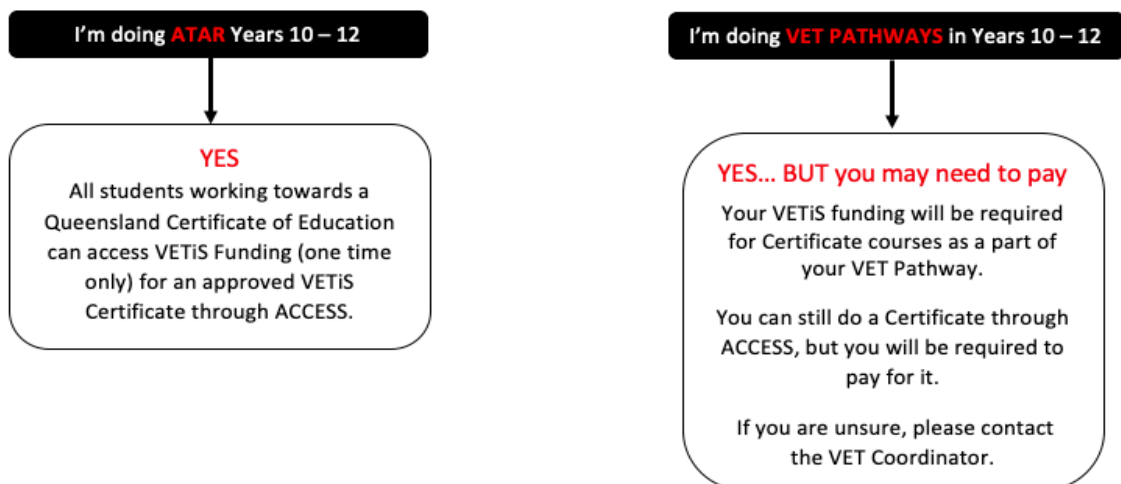 I'm doing ATAR Years 10 – 12
YES
All students working towards a
Queensland Certificate of Education
can access VETiS Funding (one time
only) for an approved VETiS
Certificate through ACCESS.
I'm doing VET PATHWAYS in Years 10 – 12
YES... BUT you may need to pay
Your VETiS funding will be required
for Certificate courses as a part of
your VET Pathway.
You can still do a Certificate through
ACCESS, but you will be required to
pay for it.
If you are unsure, please contact
the VET Coordinator.